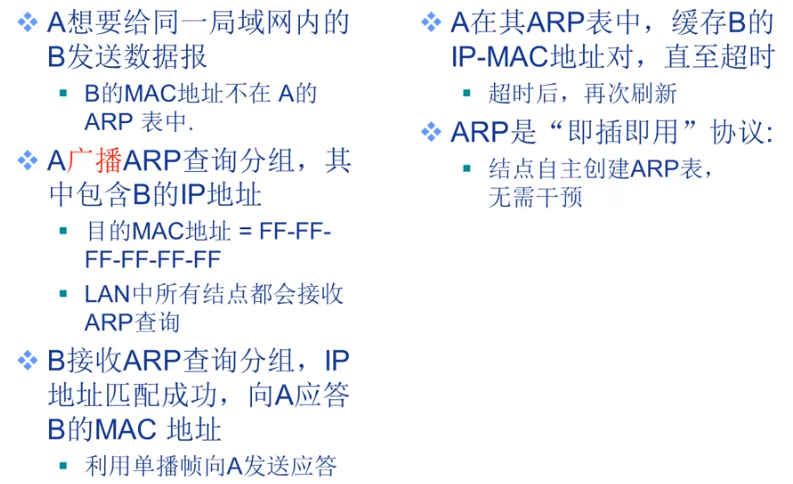 A想要给同一局域网内的
B发送数据报
B的MAC地址不在 A的
ARP 表中.
A广播ARP查询分组，其
中包含B的IP地址
目的MAC地址 = FF-FF-
FF-FF-FF-FF
LAN中所有结点都会接收
ARP查询
B接收ARP查询分组，IP
地址匹配成功，向A应答
B的MAC 地址
利用单播帧向A发送应答
A在其ARP表中，缓存B的
IP-MAC地址对，直至超时
超时后，再次刷新
ARP是“即插即用”协议:
结点自主创建ARP表，
无需干预